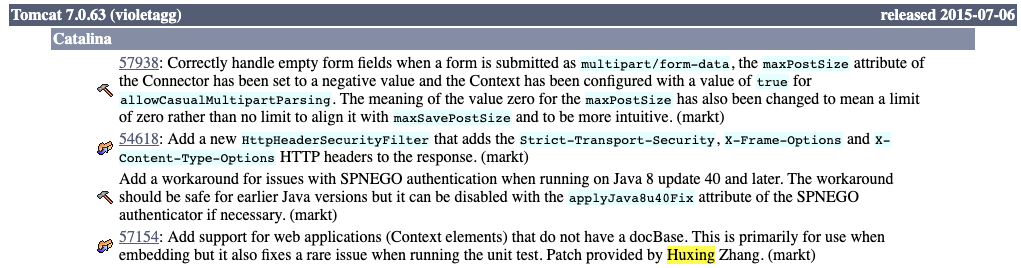 Tomcat 7.0.63 (violetagg) released 2015-07-06
Catalina
57938: Correctly handle empty form fields when a form is submitted as multipart/form-data, the maxPostSize attribute of
the Connector has been set to a negative value and the Context has been configured with a value of true for
allowCasualMultipartParsing. The meaning of the value zero for the maxPostSize has also been changed to mean a limit
of zero rather than no limit to align it with maxSavePostSize and to be more intuitive. (markt)
54618: Add a new HttpHeaderSecurityFilter that adds the Strict-Transport-Security, X-Frame-Options and X-
Content-Type-Options HTTP headers to the response. (markt)
Add a workaround for issues with SPNEGO authentication when running on Java 8 update 40 and later. The workaround
should be safe for earlier Java versions but it can be disabled with the applyJava8u40Fix attribute of the SPNEGO
authenticator if necessary. (markt)
57154: Add support for web applications (Context elements) that do not have a docBase. This is primarily for use when
embedding but it also fixes a rare issue when running the unit test. Patch provided by Huxing Zhang. (markt)